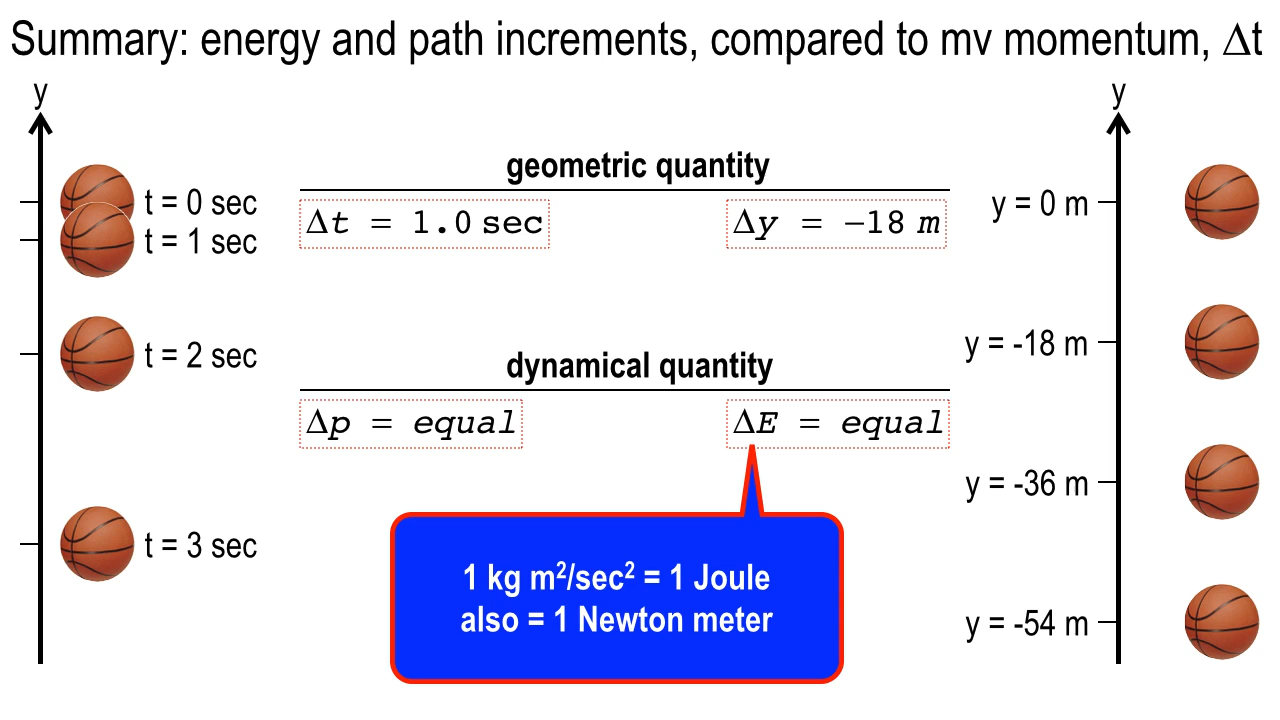 Summary: energy and path increments, compared to mv momentum, Δt
y
t = 0 sec
t = 1 sec
t = 2 sec
t = 3 sec
geometric quantity
Δt = 1.0 sec
Δy = −18 m
dynamical quantity
Δp = equal
ΔE = equal
1 kg m²/sec² = 1 Joule
also = 1 Newton meter
y
y = 0 m
y = -18 m
y = -36 m
y = -54 m